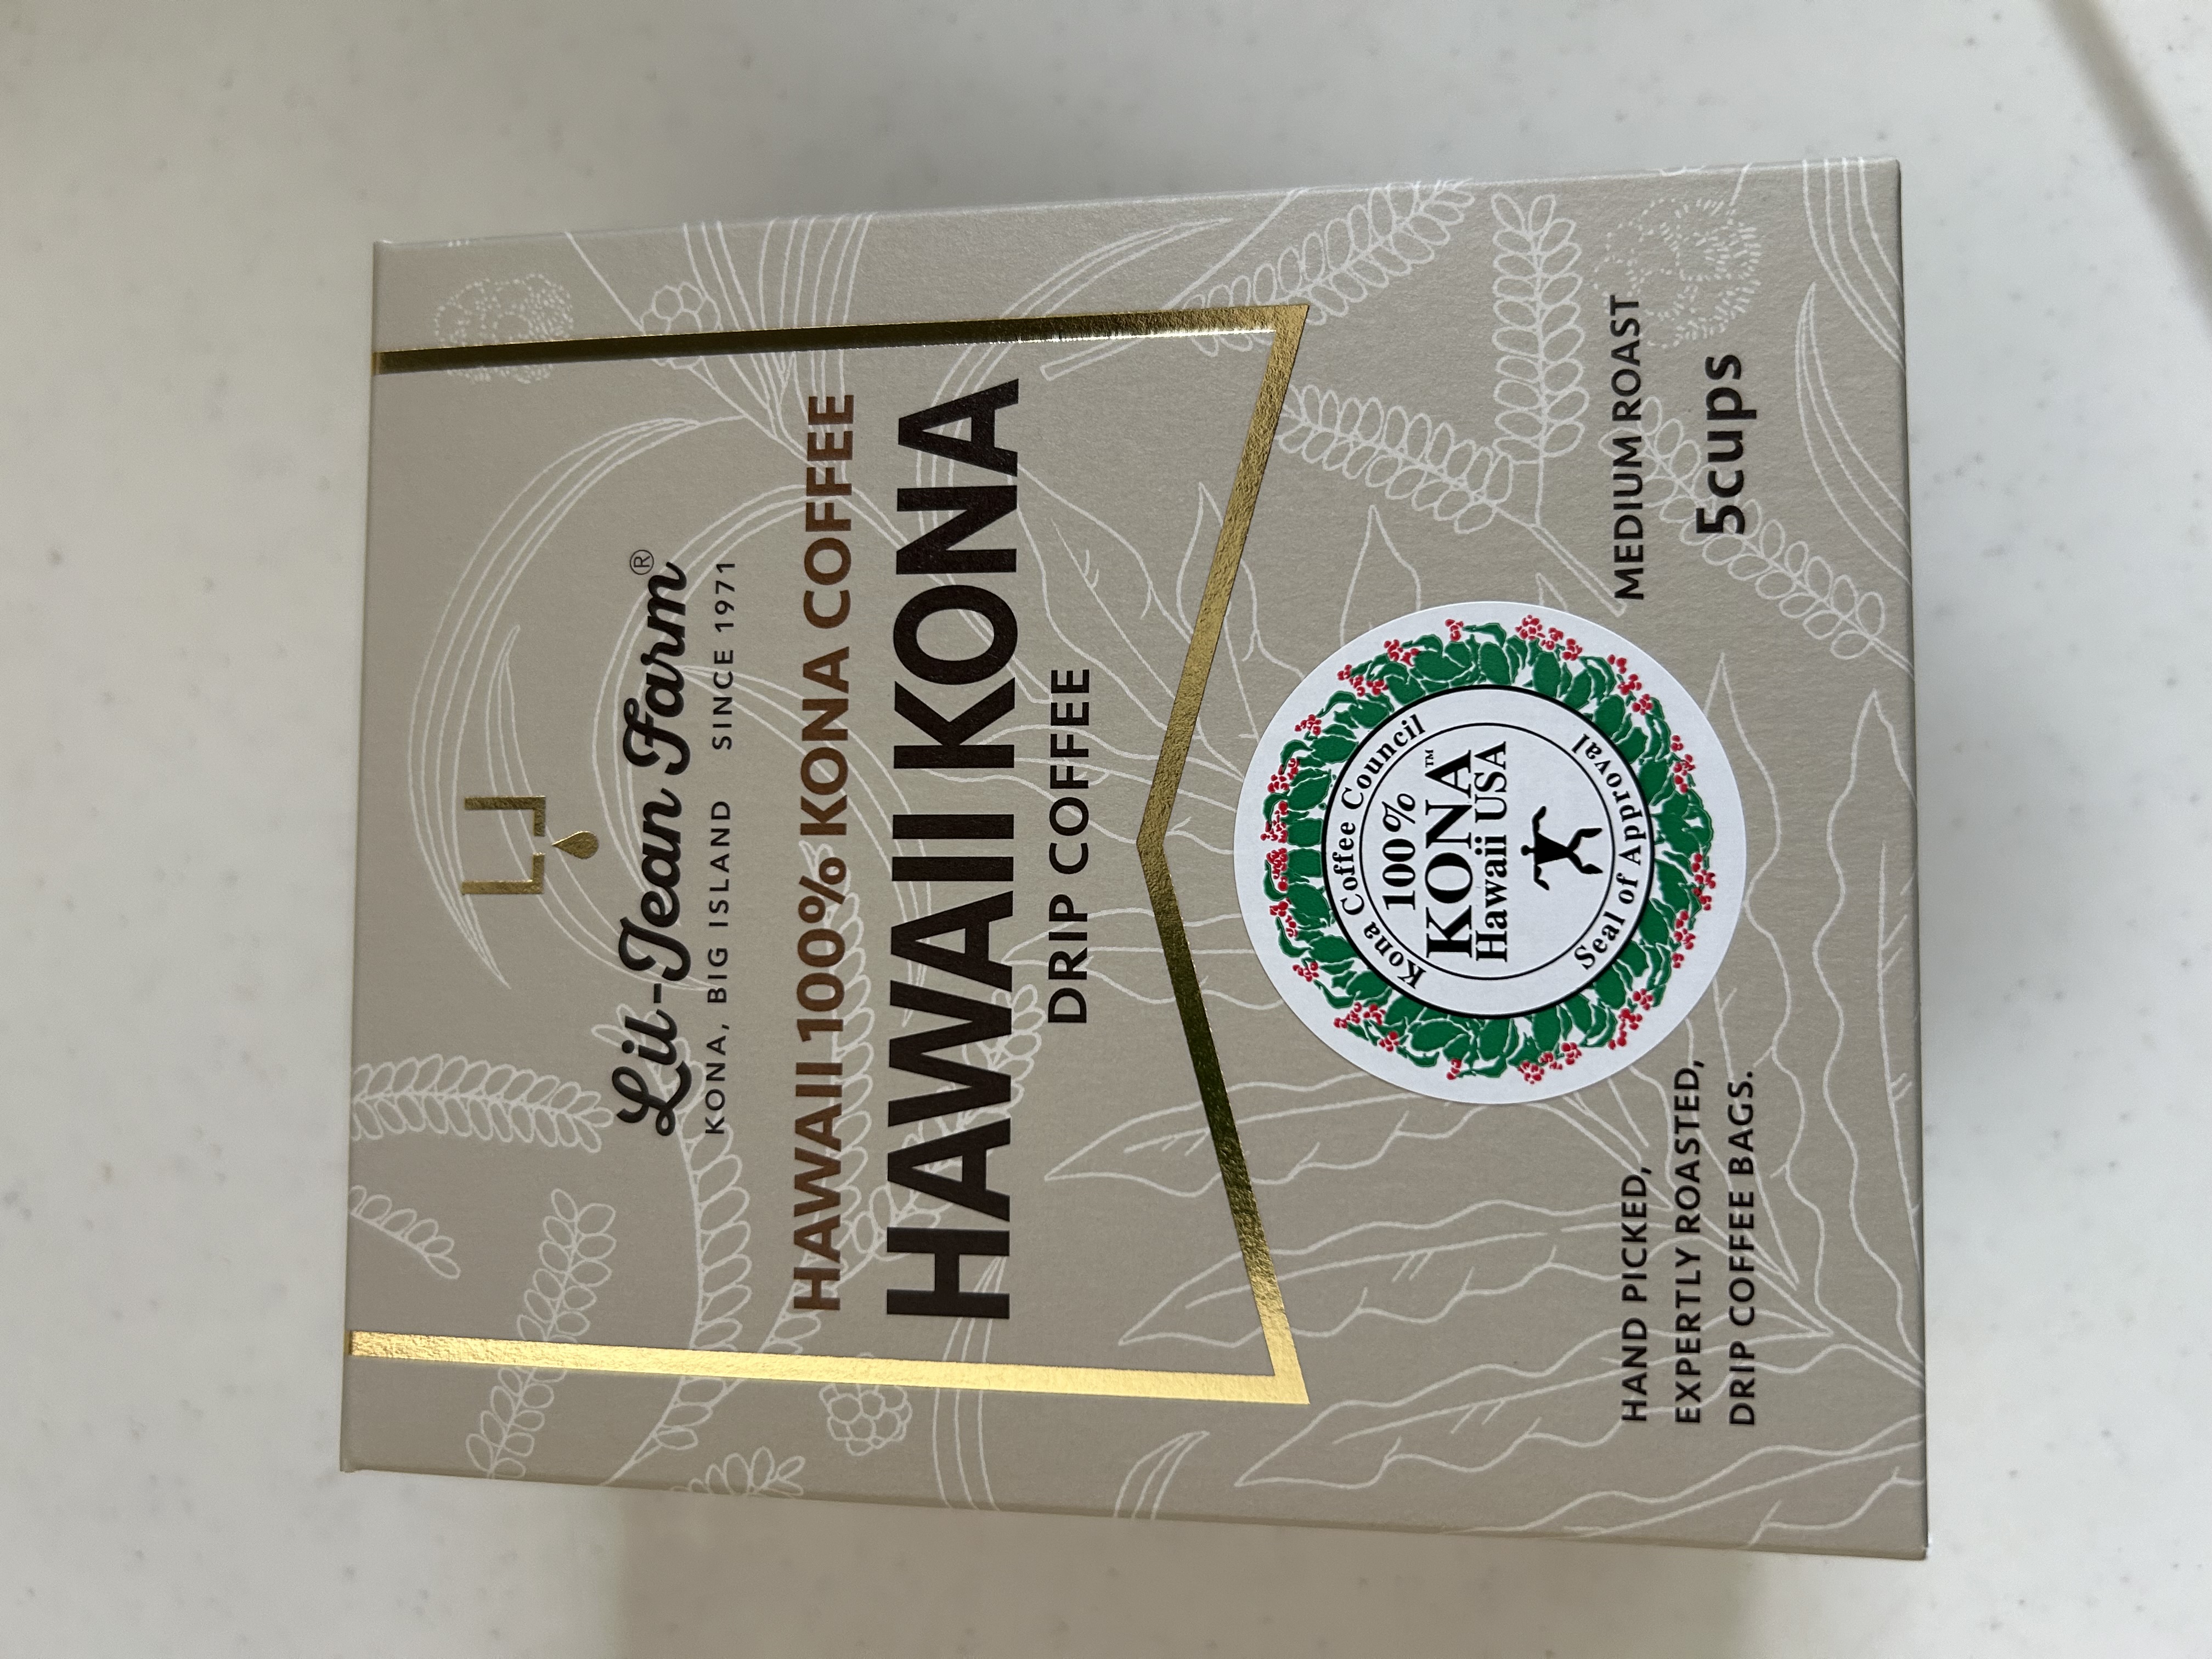 Lii-Jean Farm®
KONA, BIG ISLAND SINCE 1971
HAWAII 100% KONA COFFEE
HAWAII KONA
DRIP COFFEE
Kona Coffee Council
100%
KONA™
Hawaii USA
Seal of Approval
HAND PICKED,
EXPERTLY ROASTED,
DRIP COFFEE BAGS.
MEDIUM ROAST
5cups